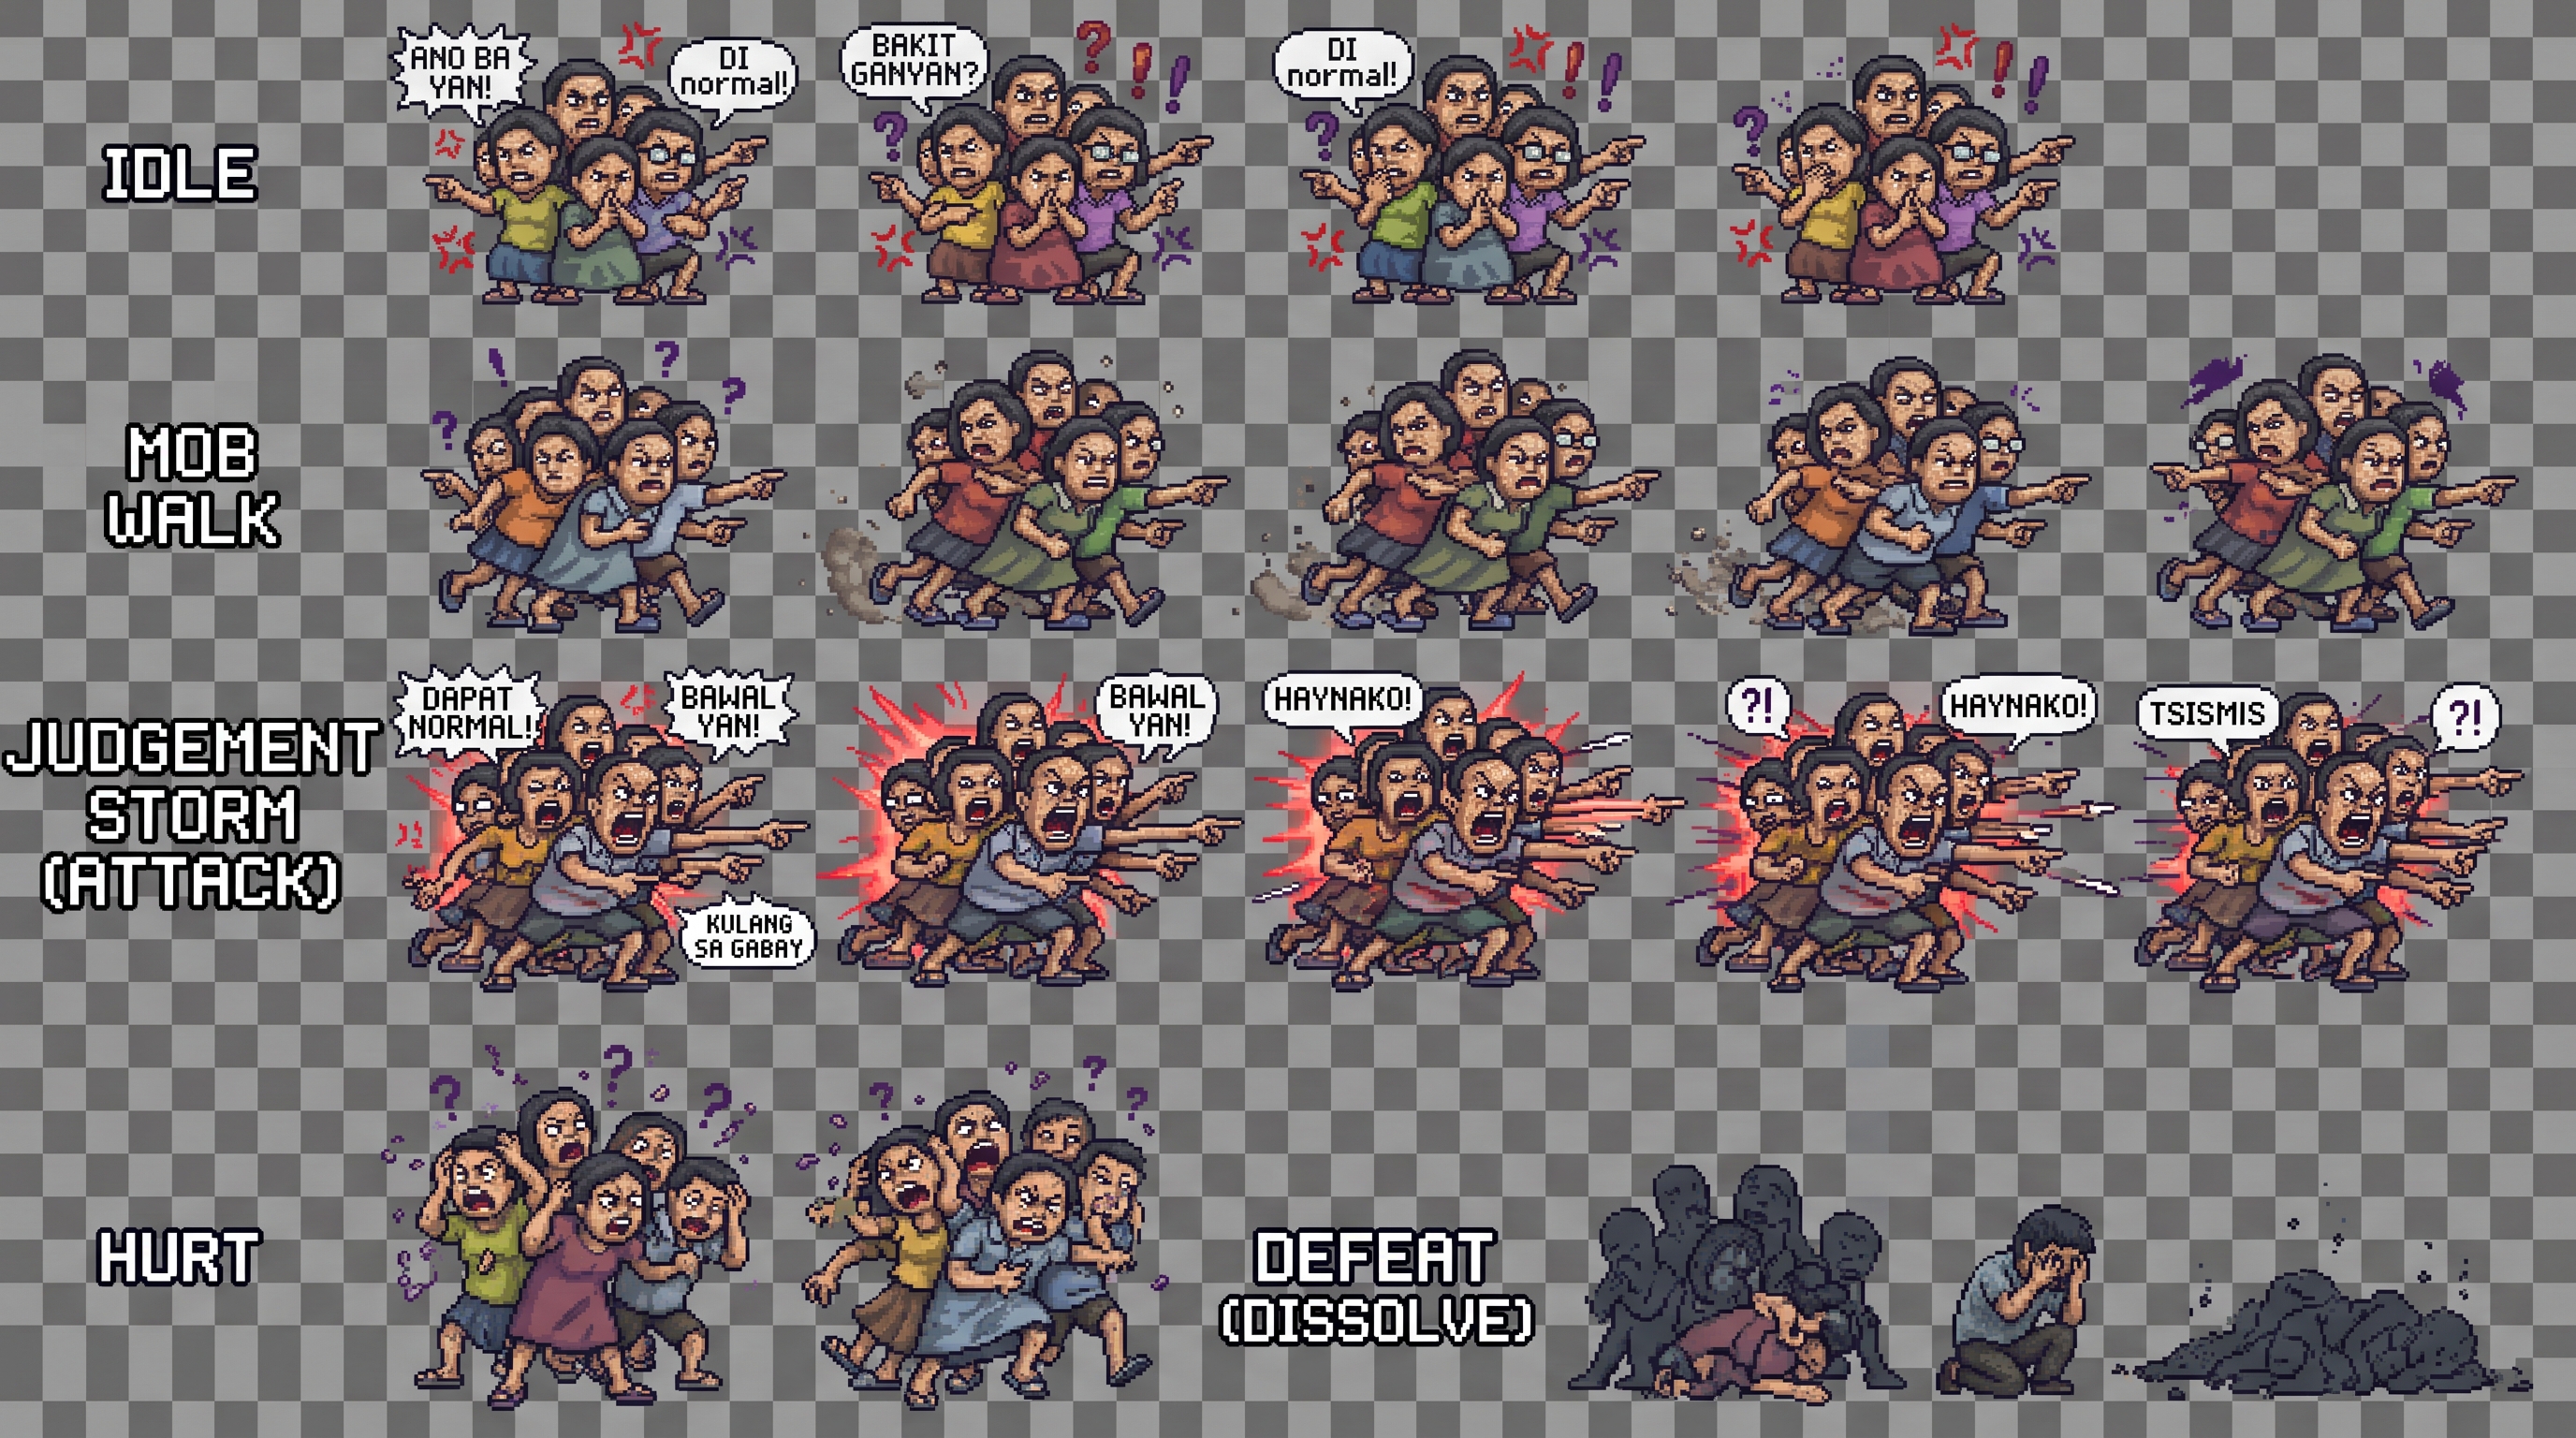 ANO BA
YAN!
DI
normal!
BAKIT
GANYAN?
? ! !
?
DI
normal!
! !
?
! !
?
IDLE
! ? ?
?
MOB
WALK
DAPAT
NORMAL!
BAWAL
YAN!
BAWAL
YAN!
HAYNAKO!
?!
HAYNAKO!
TSISMIS
?!
JUDGEMENT
STORM
(ATTACK)
KULANG
SA GABAY
? ? ?
? ? ?
HURT
DEFEAT
(DISSOLVE)